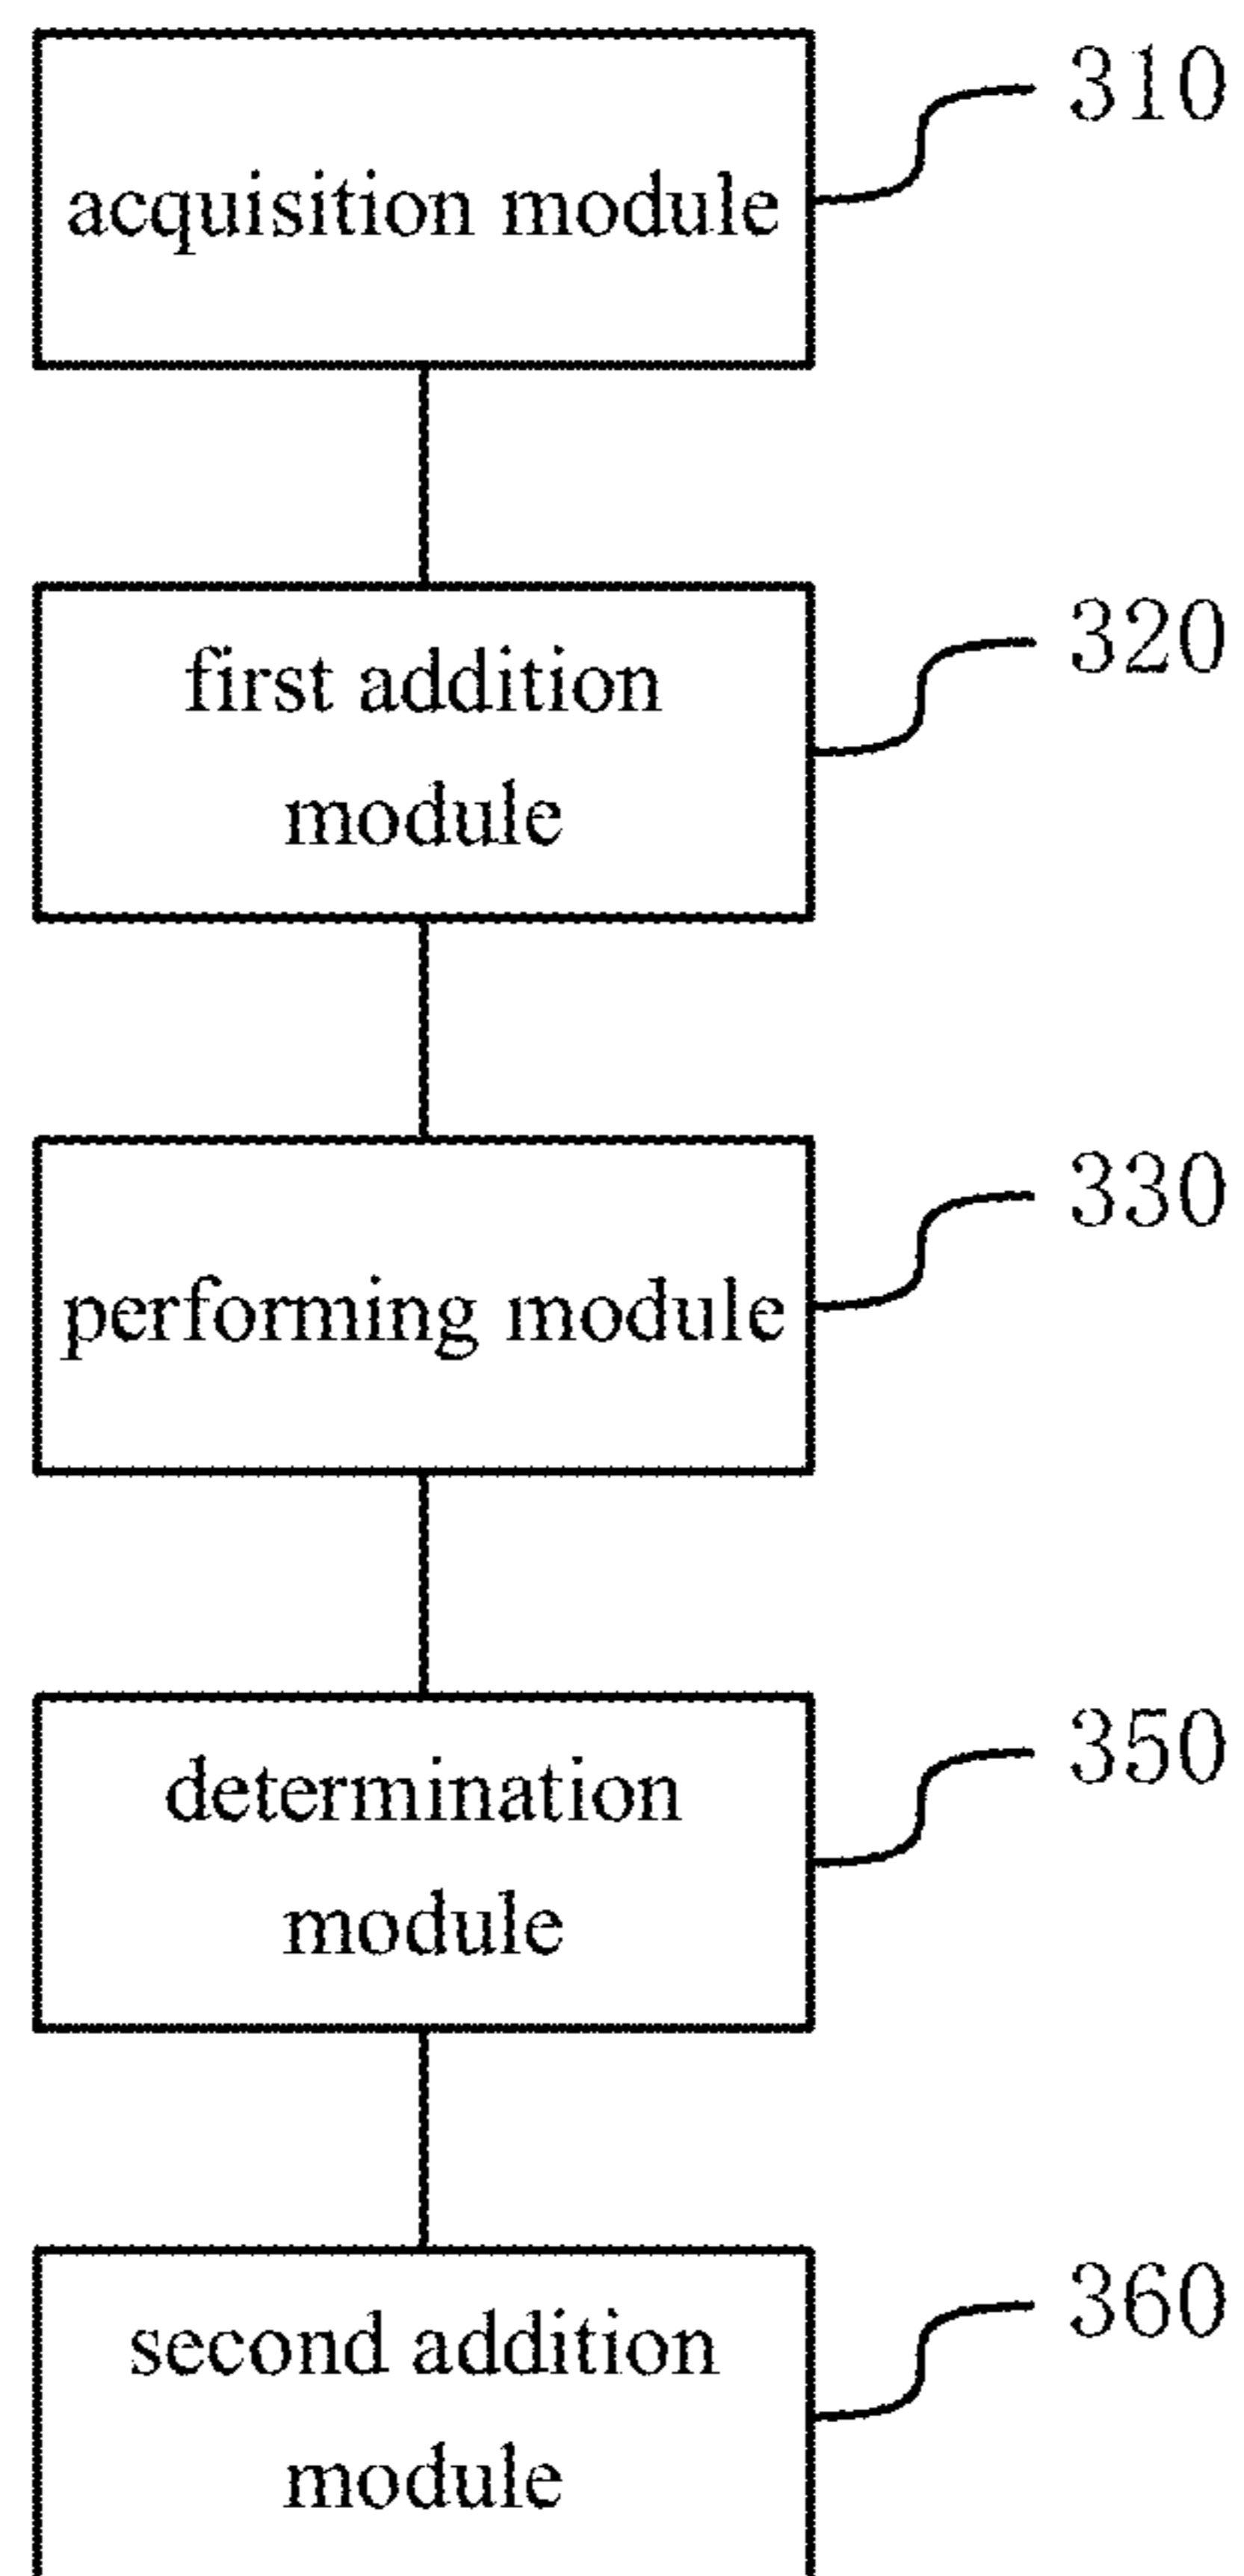 310
acquisition module
320
first addition
module
330
performing module
350
determination
module
360
second addition
module